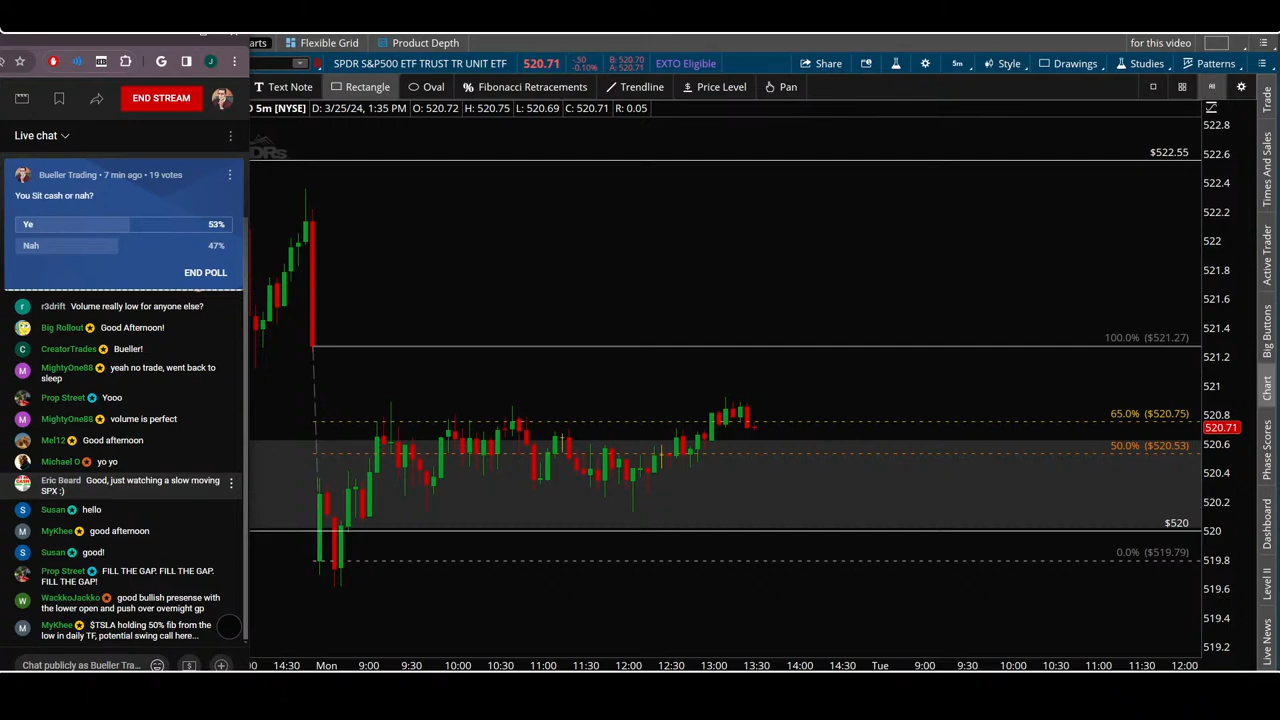 arts
Flexible Grid
Product Depth
for this video
SPDR S&P500 ETF TRUST TR UNIT ETF
520.71
-.50
-0.10%
B: 520.70
A: 520.71
EXTO Eligible
Share
5m
Style
Drawings
Studies
Patterns
Text Note
Rectangle
Oval
Fibonacci Retracements
Trendline
Price Level
Pan
5m [NYSE]
D: 3/25/24, 1:35 PM
O: 520.72
H: 520.75
L: 520.69
C: 520.71
R: 0.05
END STREAM
Live chat
Bueller Trading • 7 min ago • 19 votes
You Sit cash or nah?
Ye
53%
Nah
47%
END POLL
r3drift Volume really low for anyone else?
Big Rollout Good Afternoon!
CreatorTrades Bueller!
MightyOne88 yeah no trade, went back to
sleep
Prop Street Yooo
MightyOne88 volume is perfect
Mel12 Good afternoon
Michael O yo yo
Eric Beard Good, just watching a slow moving
SPX :)
Susan hello
MyKhee good afternoon
Susan good!
Prop Street FILL THE GAP. FILL THE GAP.
FILL THE GAP!
WackkoJackko good bullish presense with
the lower open and push over overnight gp
MyKhee $TSLA holding 50% fib from the
low in daily TF, potential swing call here...
Chat publicly as Bueller Tra...
DRs
$522.55
100.0% ($521.27)
65.0% ($520.75)
50.0% ($520.53)
$520
0.0% ($519.79)
522.8
522.6
522.4
522.2
522
521.8
521.6
521.4
521.2
521
520.8
520.71
520.6
520.4
520.2
520
519.8
519.6
519.4
519.2
:00
14:30
Mon
9:00
9:30
10:00
10:30
11:00
11:30
12:00
12:30
13:00
13:30
14:00
Tue
9:00
9:30
10:00
10:30
11:00
11:30
12:00
Trade
Times And Sales
Active Trader
Big Buttons
Chart
Phase Scores
Dashboard
Level II
Live News